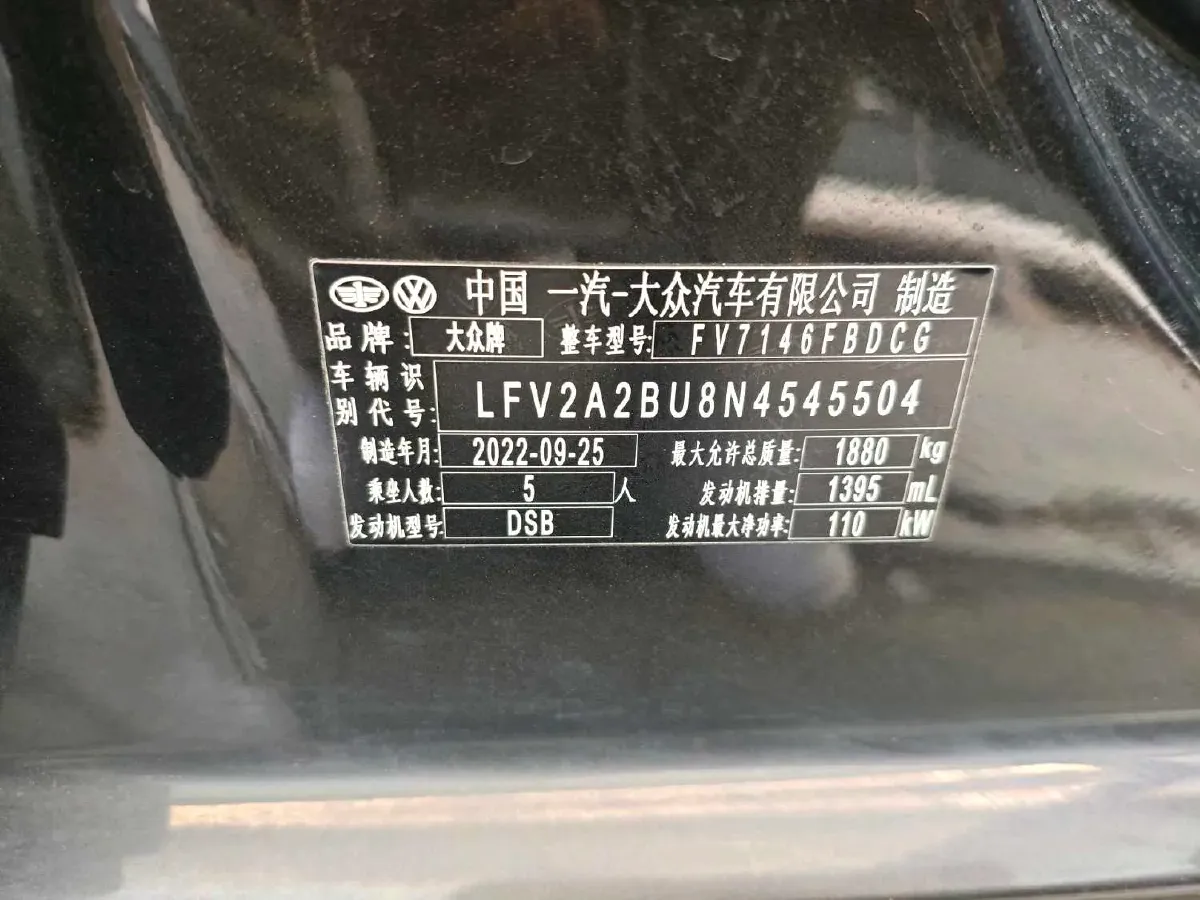 中国 一汽-大众汽车有限公司 制造
品牌: 大众牌 整车型号: FV7146FBDCG
车辆识别代号: LFV2A2BU8N4545504
制造年月: 2022-09-25 最大允许总质量: 1880 kg
乘坐人数: 5 人 发动机排量: 1395 mL
发动机型号: DSB 发动机最大净功率: 110 kW